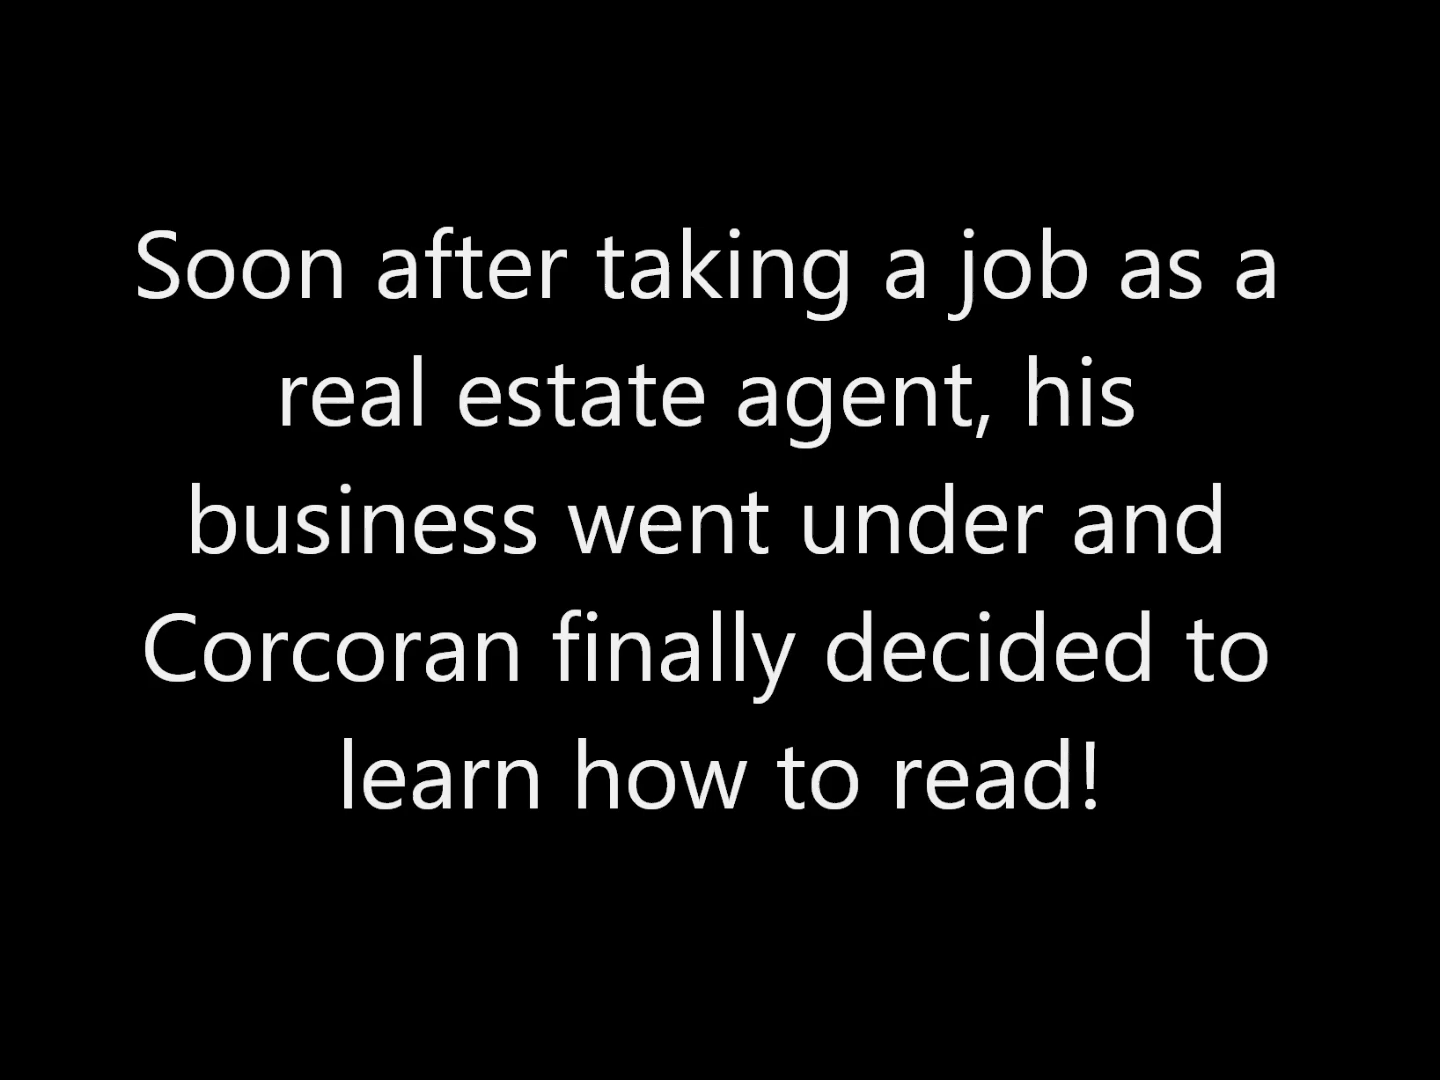 Soon after taking a job as a
real estate agent, his
business went under and
Corcoran finally decided to
learn how to read!